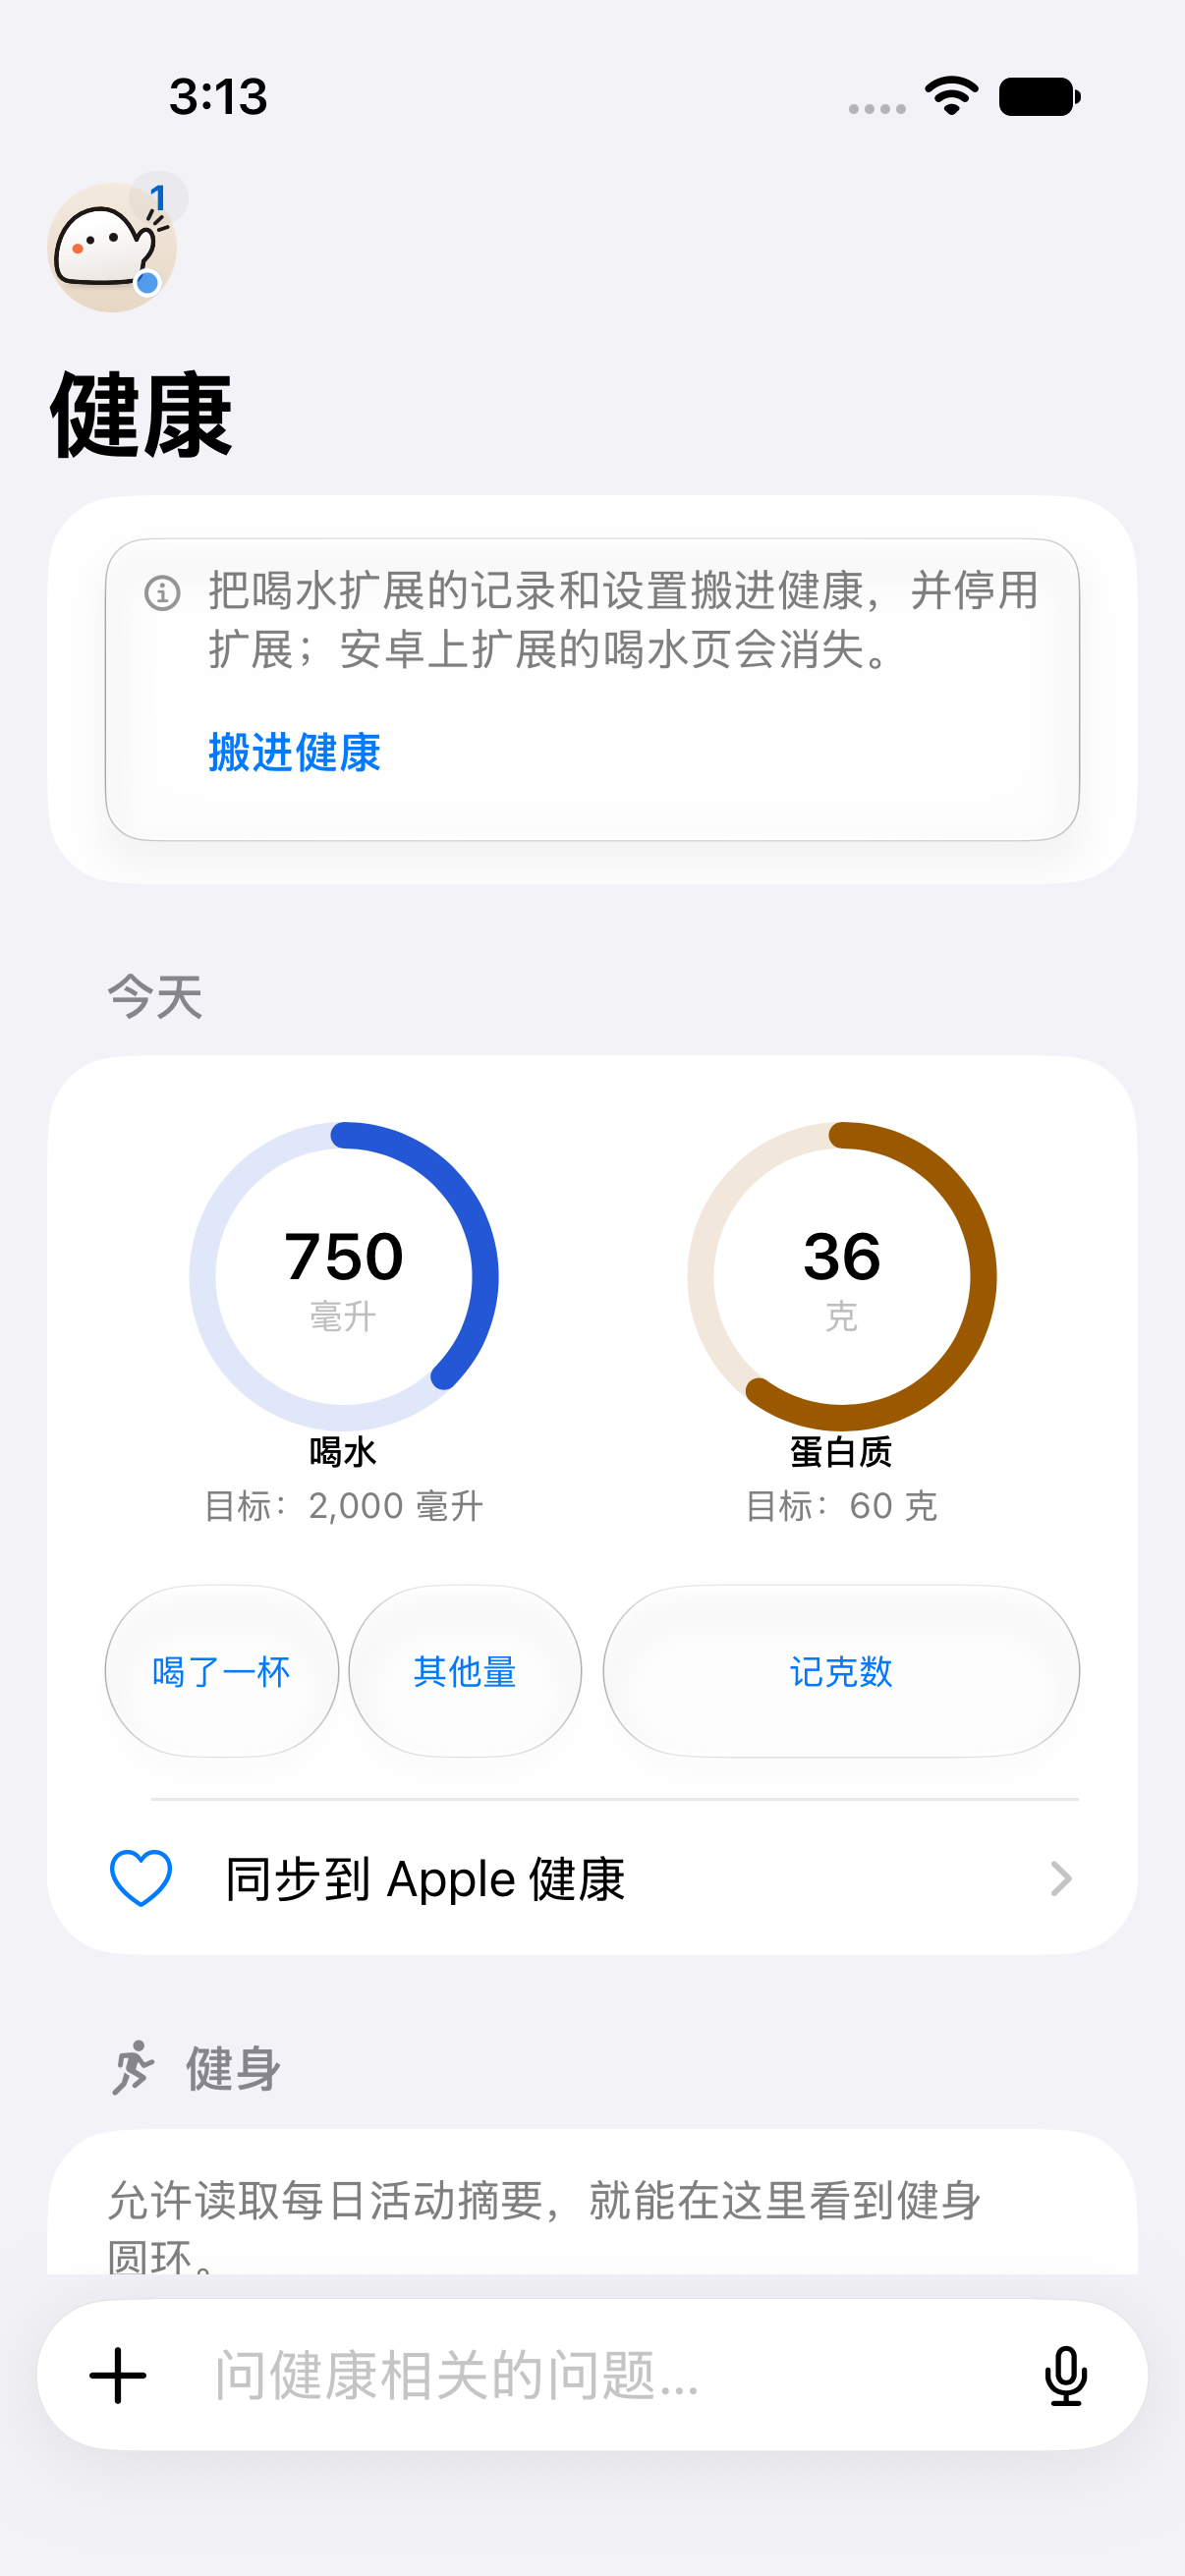 3:13
1
健康
把喝水扩展的记录和设置搬进健康，并停用
扩展；安卓上扩展的喝水页会消失。
搬进健康
今天
750
毫升
喝水
目标：2,000 毫升
36
克
蛋白质
目标：60 克
喝了一杯
其他量
记克数
同步到 Apple 健康
健身
允许读取每日活动摘要，就能在这里看到健身
圆环。
问健康相关的问题...